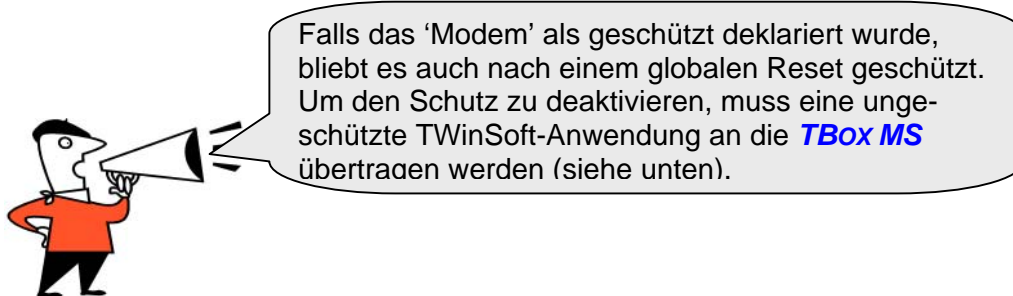 Falls das ‘Modem’ als geschützt deklariert wurde,
bliebt es auch nach einem globalen Reset geschützt.
Um den Schutz zu deaktivieren, muss eine unge-
schützte TWinSoft-Anwendung an die TBOX MS
übertragen werden (siehe unten).